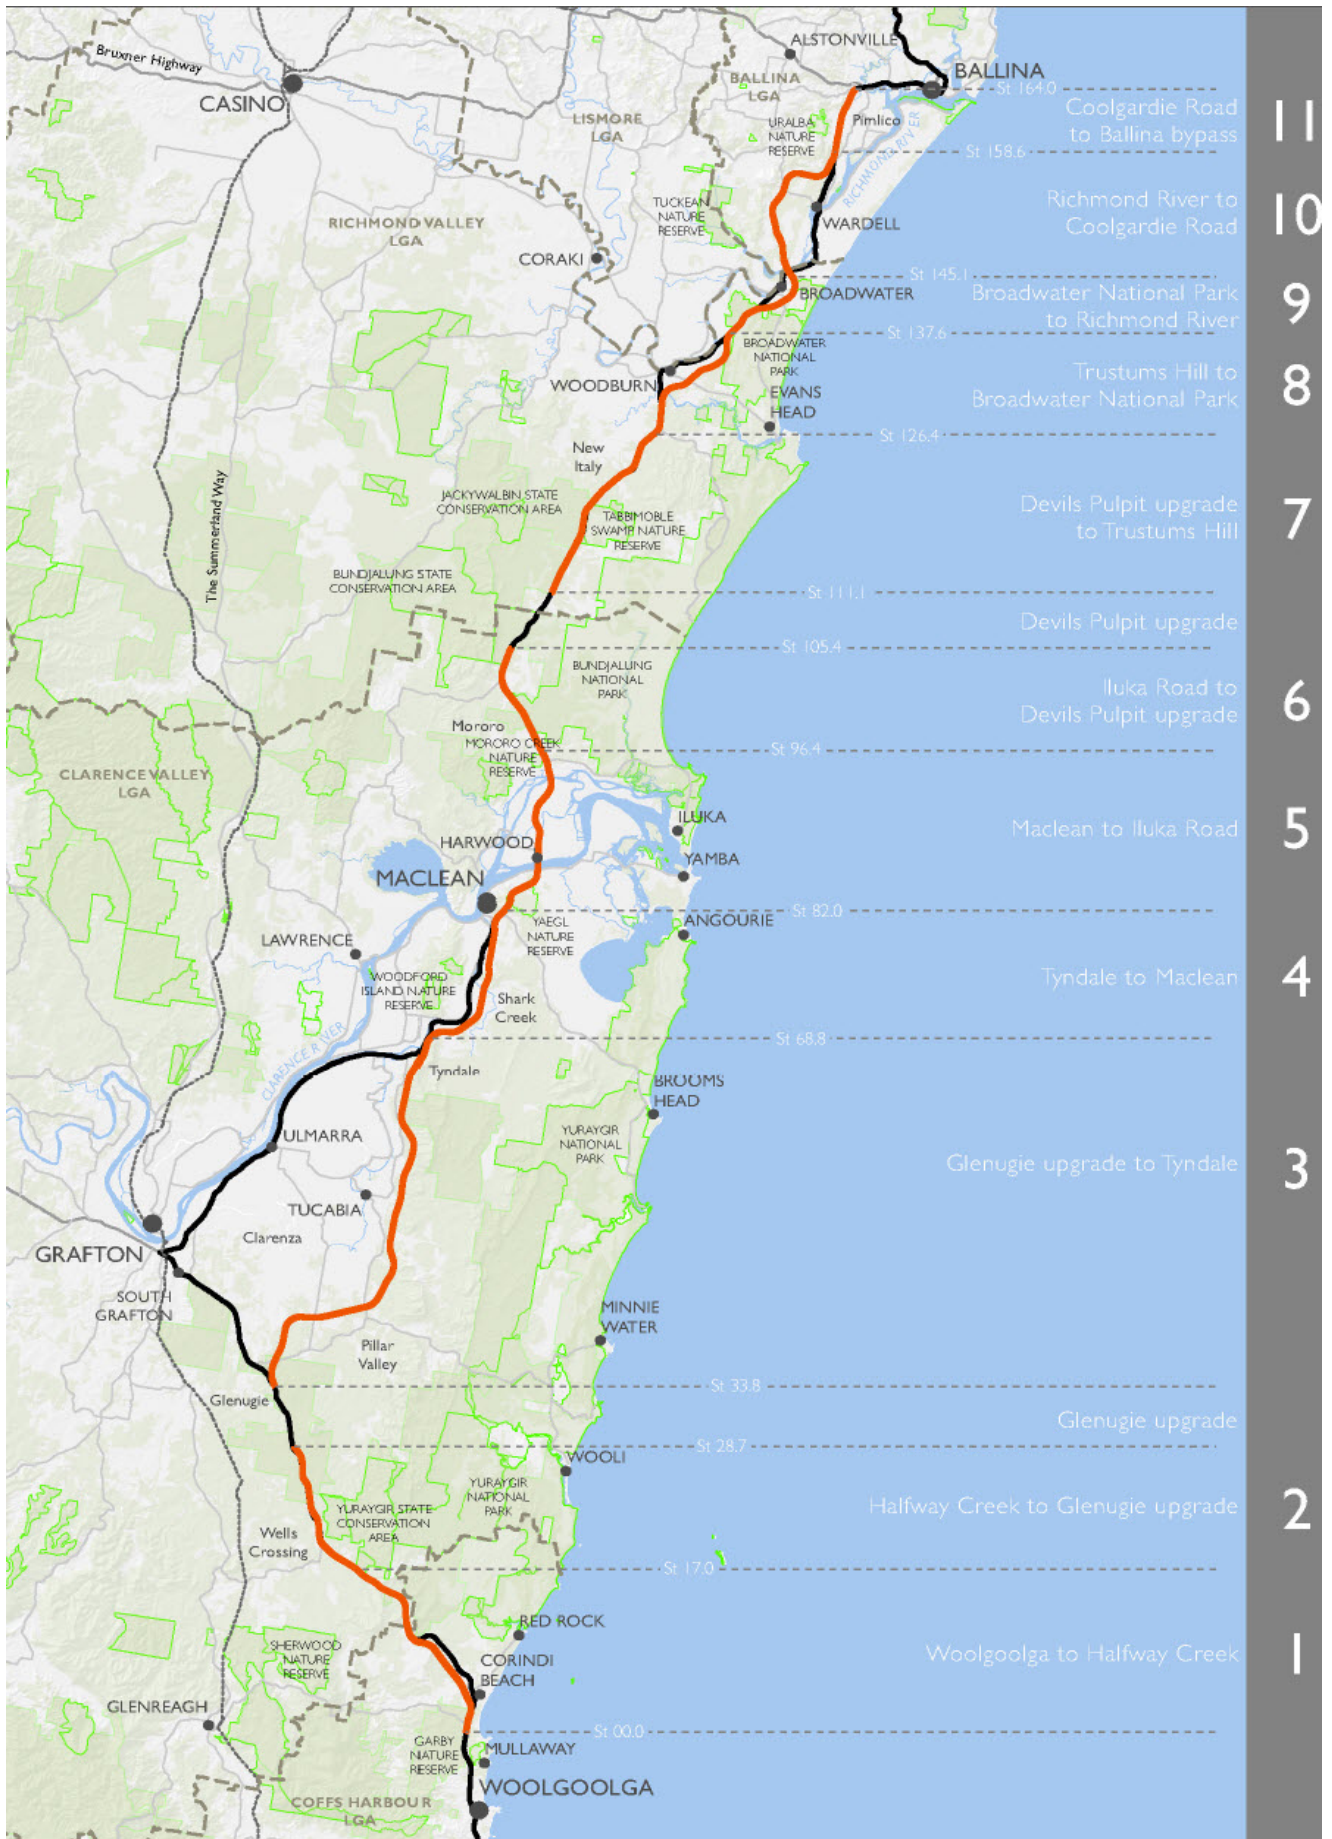 ALSTONVILLE
Bruxner Highway
BALLINA
LGA
BALLINA
St 164.0
CASINO
Coolgardie Road
to Ballina bypass
11
LISMORE
LGA
URALBA
NATURE
RESERVE
Pimlico
RICHMOND RIVER
St 158.6
TUCKEAN
NATURE
RESERVE
Richmond River to
Coolgardie Road
10
RICHMOND VALLEY
LGA
WARDELL
CORAKI
St 145.1
BROADWATER
Broadwater National Park
to Richmond River
9
St 137.6
BROADWATER
NATIONAL
PARK
WOODBURN
Trustums Hill to
Broadwater National Park
8
EVANS
HEAD
St 126.4
New
Italy
The Summerland Way
JACKYWALBIN STATE
CONSERVATION AREA
TABBIMOBLE
SWAMP NATURE
RESERVE
Devils Pulpit upgrade
to Trustums Hill
7
BUNDJALUNG STATE
CONSERVATION AREA
St 111.1
Devils Pulpit upgrade
St 105.4
BUNDJALUNG
NATIONAL
PARK
Iluka Road to
Devils Pulpit upgrade
6
Mororo
MORORO CREEK
NATURE
RESERVE
St 96.4
CLARENCE VALLEY
LGA
ILUKA
Maclean to Iluka Road
5
HARWOOD
YAMBA
MACLEAN
St 82.0
ANGOURIE
YAEGL
NATURE
RESERVE
LAWRENCE
WOODFORD
ISLAND NATURE
RESERVE
Tyndale to Maclean
4
Shark
Creek
CLARENCE RIVER
St 68.8
Tyndale
BROOMS
HEAD
ULMARRA
YURAYGIR
NATIONAL
PARK
Glenugie upgrade to Tyndale
3
TUCABIA
Clarenza
GRAFTON
SOUTH
GRAFTON
MINNIE
WATER
Pillar
Valley
St 33.8
Glenugie
Glenugie upgrade
St 28.7
WOOLI
YURAYGIR
NATIONAL
PARK
YURAYGIR STATE
CONSERVATION
AREA
Halfway Creek to Glenugie upgrade
2
Wells
Crossing
St 17.0
RED ROCK
SHERWOOD
NATURE
RESERVE
CORINDI
BEACH
Woolgoolga to Halfway Creek
1
GLENREAGH
St 00.0
GARBY
NATURE
RESERVE
MULLAWAY
WOOLGOOLGA
COFFS HARBOUR
LGA